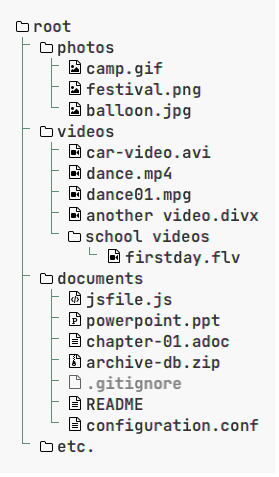 root
photos
camp.gif
festival.png
balloon.jpg
videos
car-video.avi
dance.mp4
dance01.mpg
another video.divx
school videos
firstday.flv
documents
jsfile.js
powerpoint.ppt
chapter-01.adoc
archive-db.zip
.gitignore
README
configuration.conf
etc.